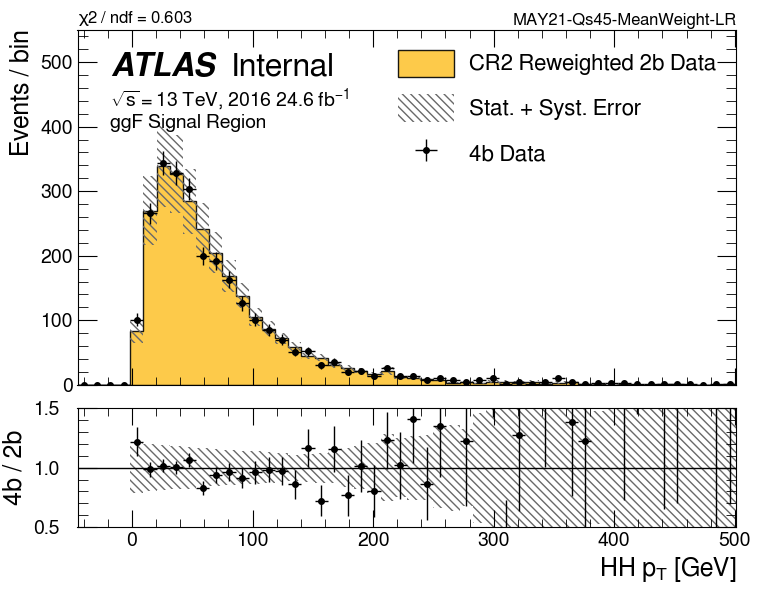 χ2 / ndf = 0.603
MAY21-Qs45-MeanWeight-LR
Events / bin
500
400
300
200
100
0
ATLAS Internal
√s = 13 TeV, 2016 24.6 fb−1
ggF Signal Region
CR2 Reweighted 2b Data
Stat. + Syst. Error
4b Data
4b / 2b
1.5
1.0
0.5
0 100 200 300 400 500
HH pT [GeV]